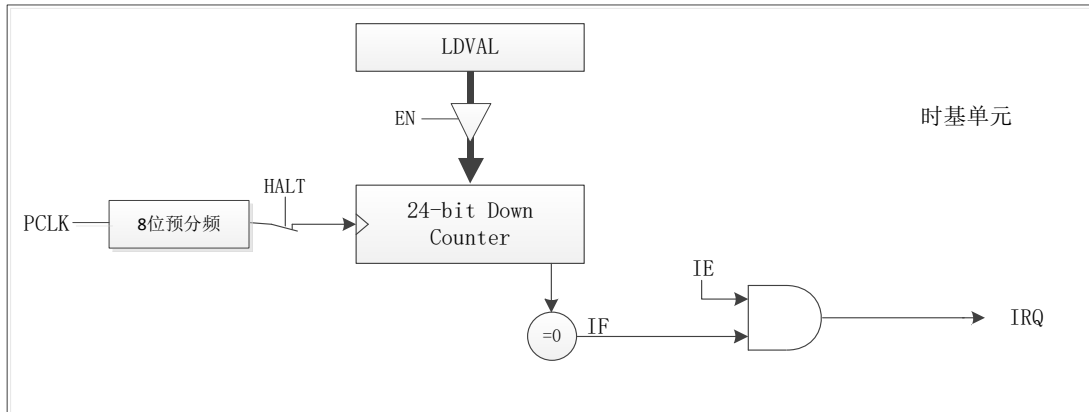 LDVAL
EN
时基单元
HALT
PCLK
8位预分频
24-bit Down
Counter
IE
=0
IF
IRQ